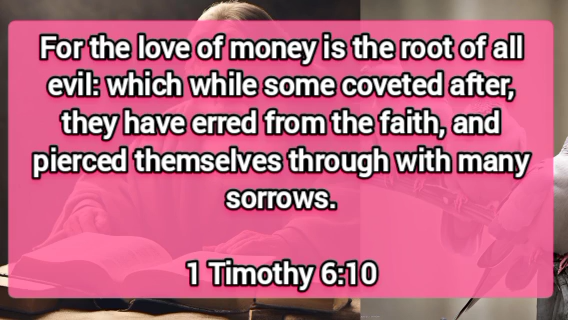 For the love of money is the root of all
evil: which while some coveted after,
they have erred from the faith, and
pierced themselves through with many
sorrows.
1 Timothy 6:10